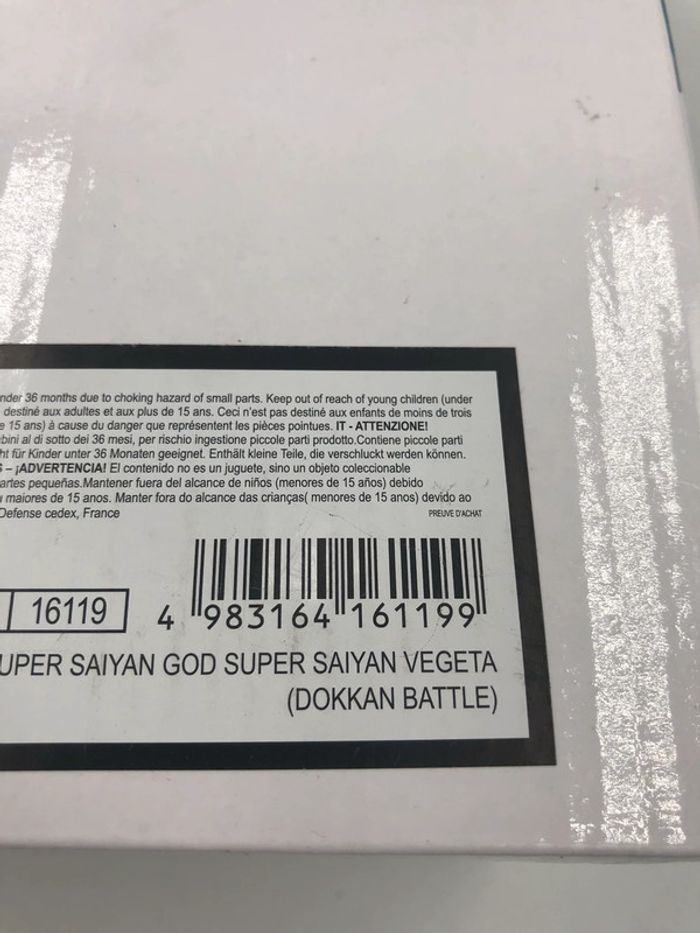 36 months due to choking hazard of small parts. Keep out of reach of young children (under
destiné aux adultes et aux plus de 15 ans. Ceci n'est pas destiné aux enfants de moins de trois
15 ans) à cause du danger que représentent les pièces pointues. IT - ATTENZIONE!
al di sotto dei 36 mesi, per rischio ingestione piccole parti prodotto.Contiene piccole parti
für Kinder unter 36 Monaten geeignet. Enthält kleine Teile, die verschluckt werden können.
– ¡ADVERTENCIA! El contenido no es un juguete, sino un objeto coleccionable
pequeñas.Mantener fuera del alcance de niños (menores de 15 años) debido
maiores de 15 anos. Manter fora do alcance das crianças( menores de 15 anos) devido ao
Defense cedex, France
PREUVE D'ACHAT
16119
4 983164 161199
UPER SAIYAN GOD SUPER SAIYAN VEGETA
(DOKKAN BATTLE)